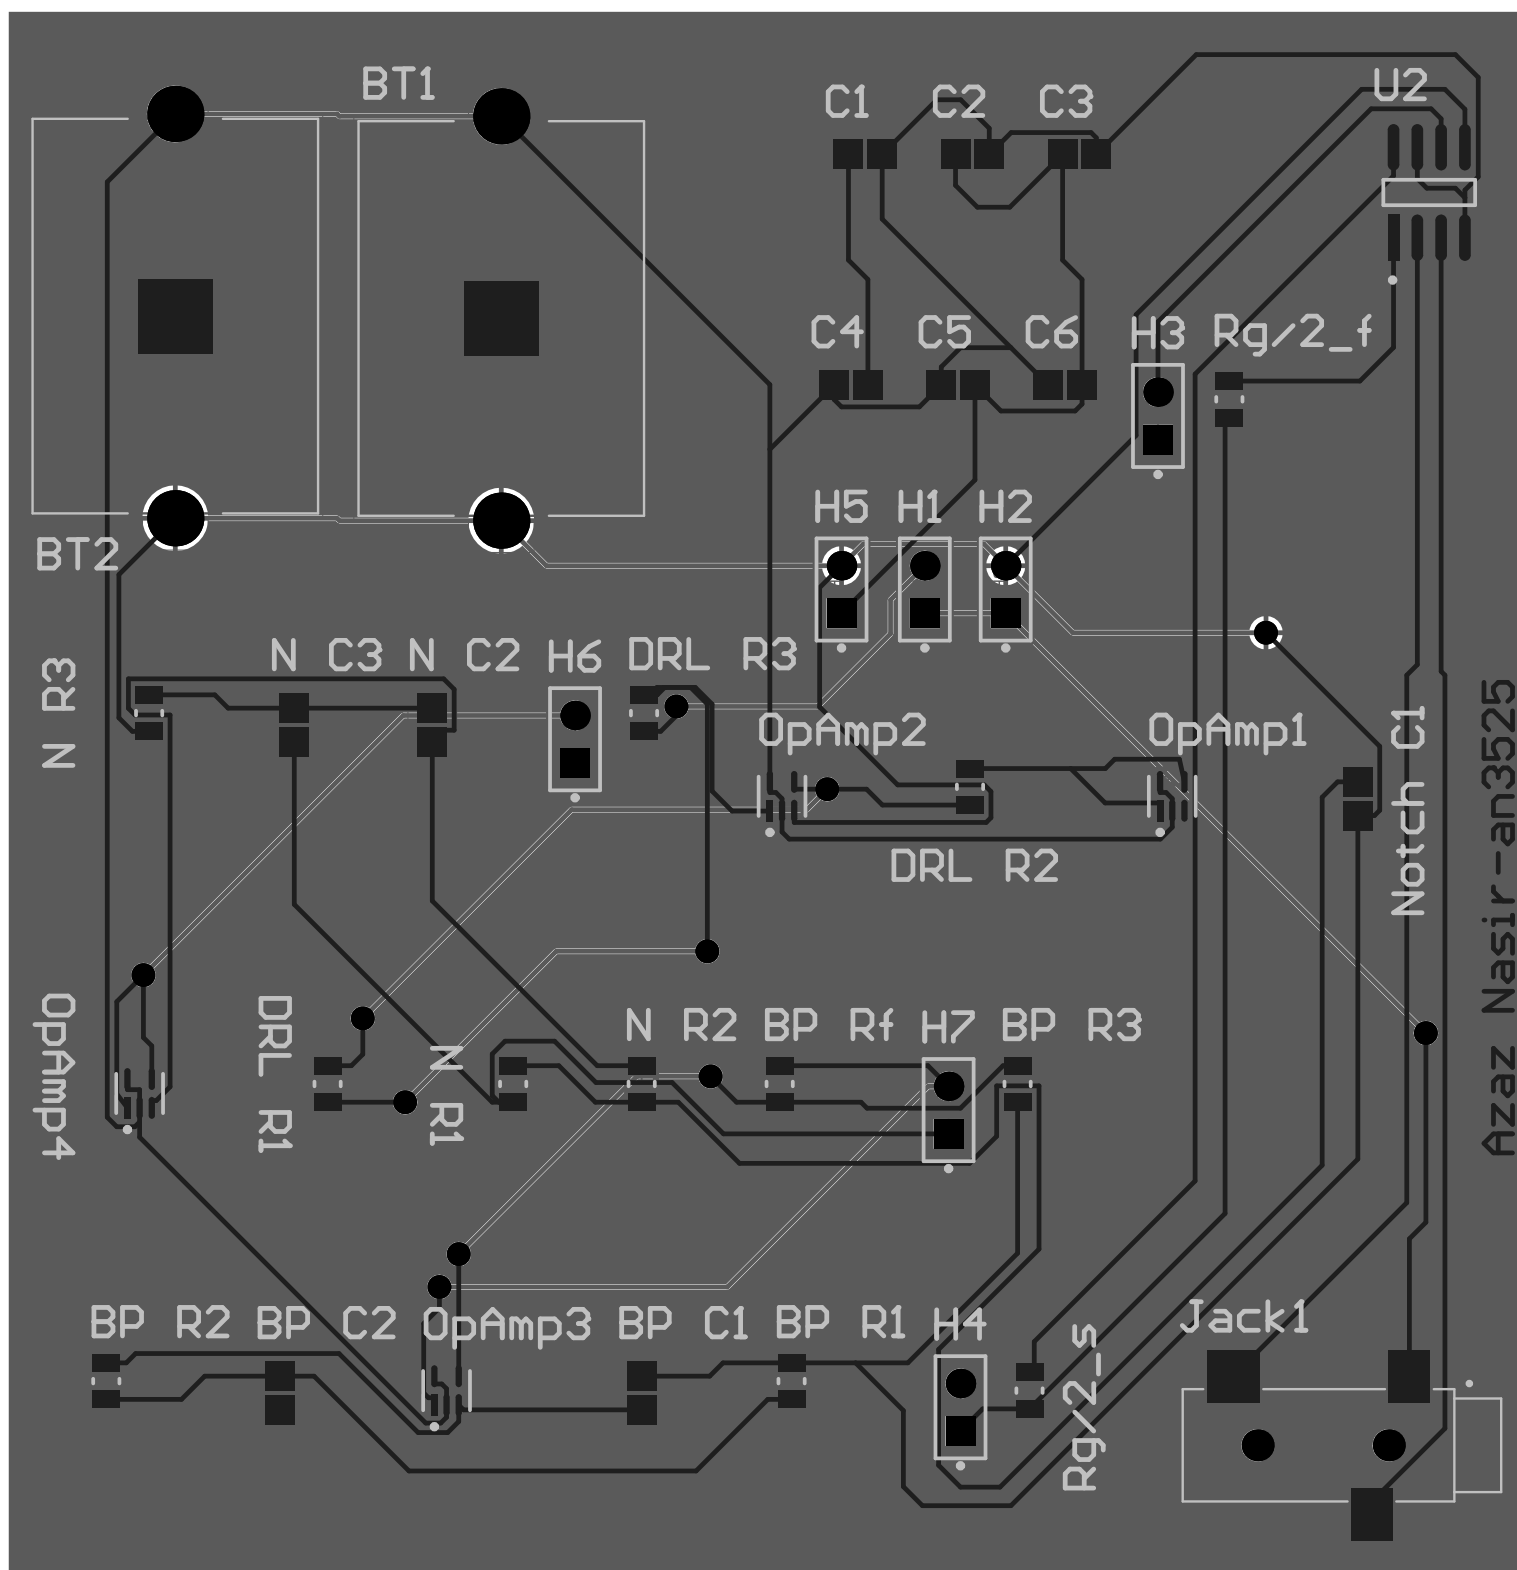 BT1
C1 C2 C3
U2
C4 C5 C6
H3
Rg/2_f
H5 H1 H2
BT2
N R3
N C3
N C2
H6
DRL R3
OpAmp2
OpAmp1
Notch C1
Azaz Nasir-an3525
DRL R2
OpAmp4
DRL R1
N R1
N R2
BP Rf
H7
BP R3
BP R2
BP C2
OpAmp3
BP C1
BP R1
H4
Rg/2_s
Jack1